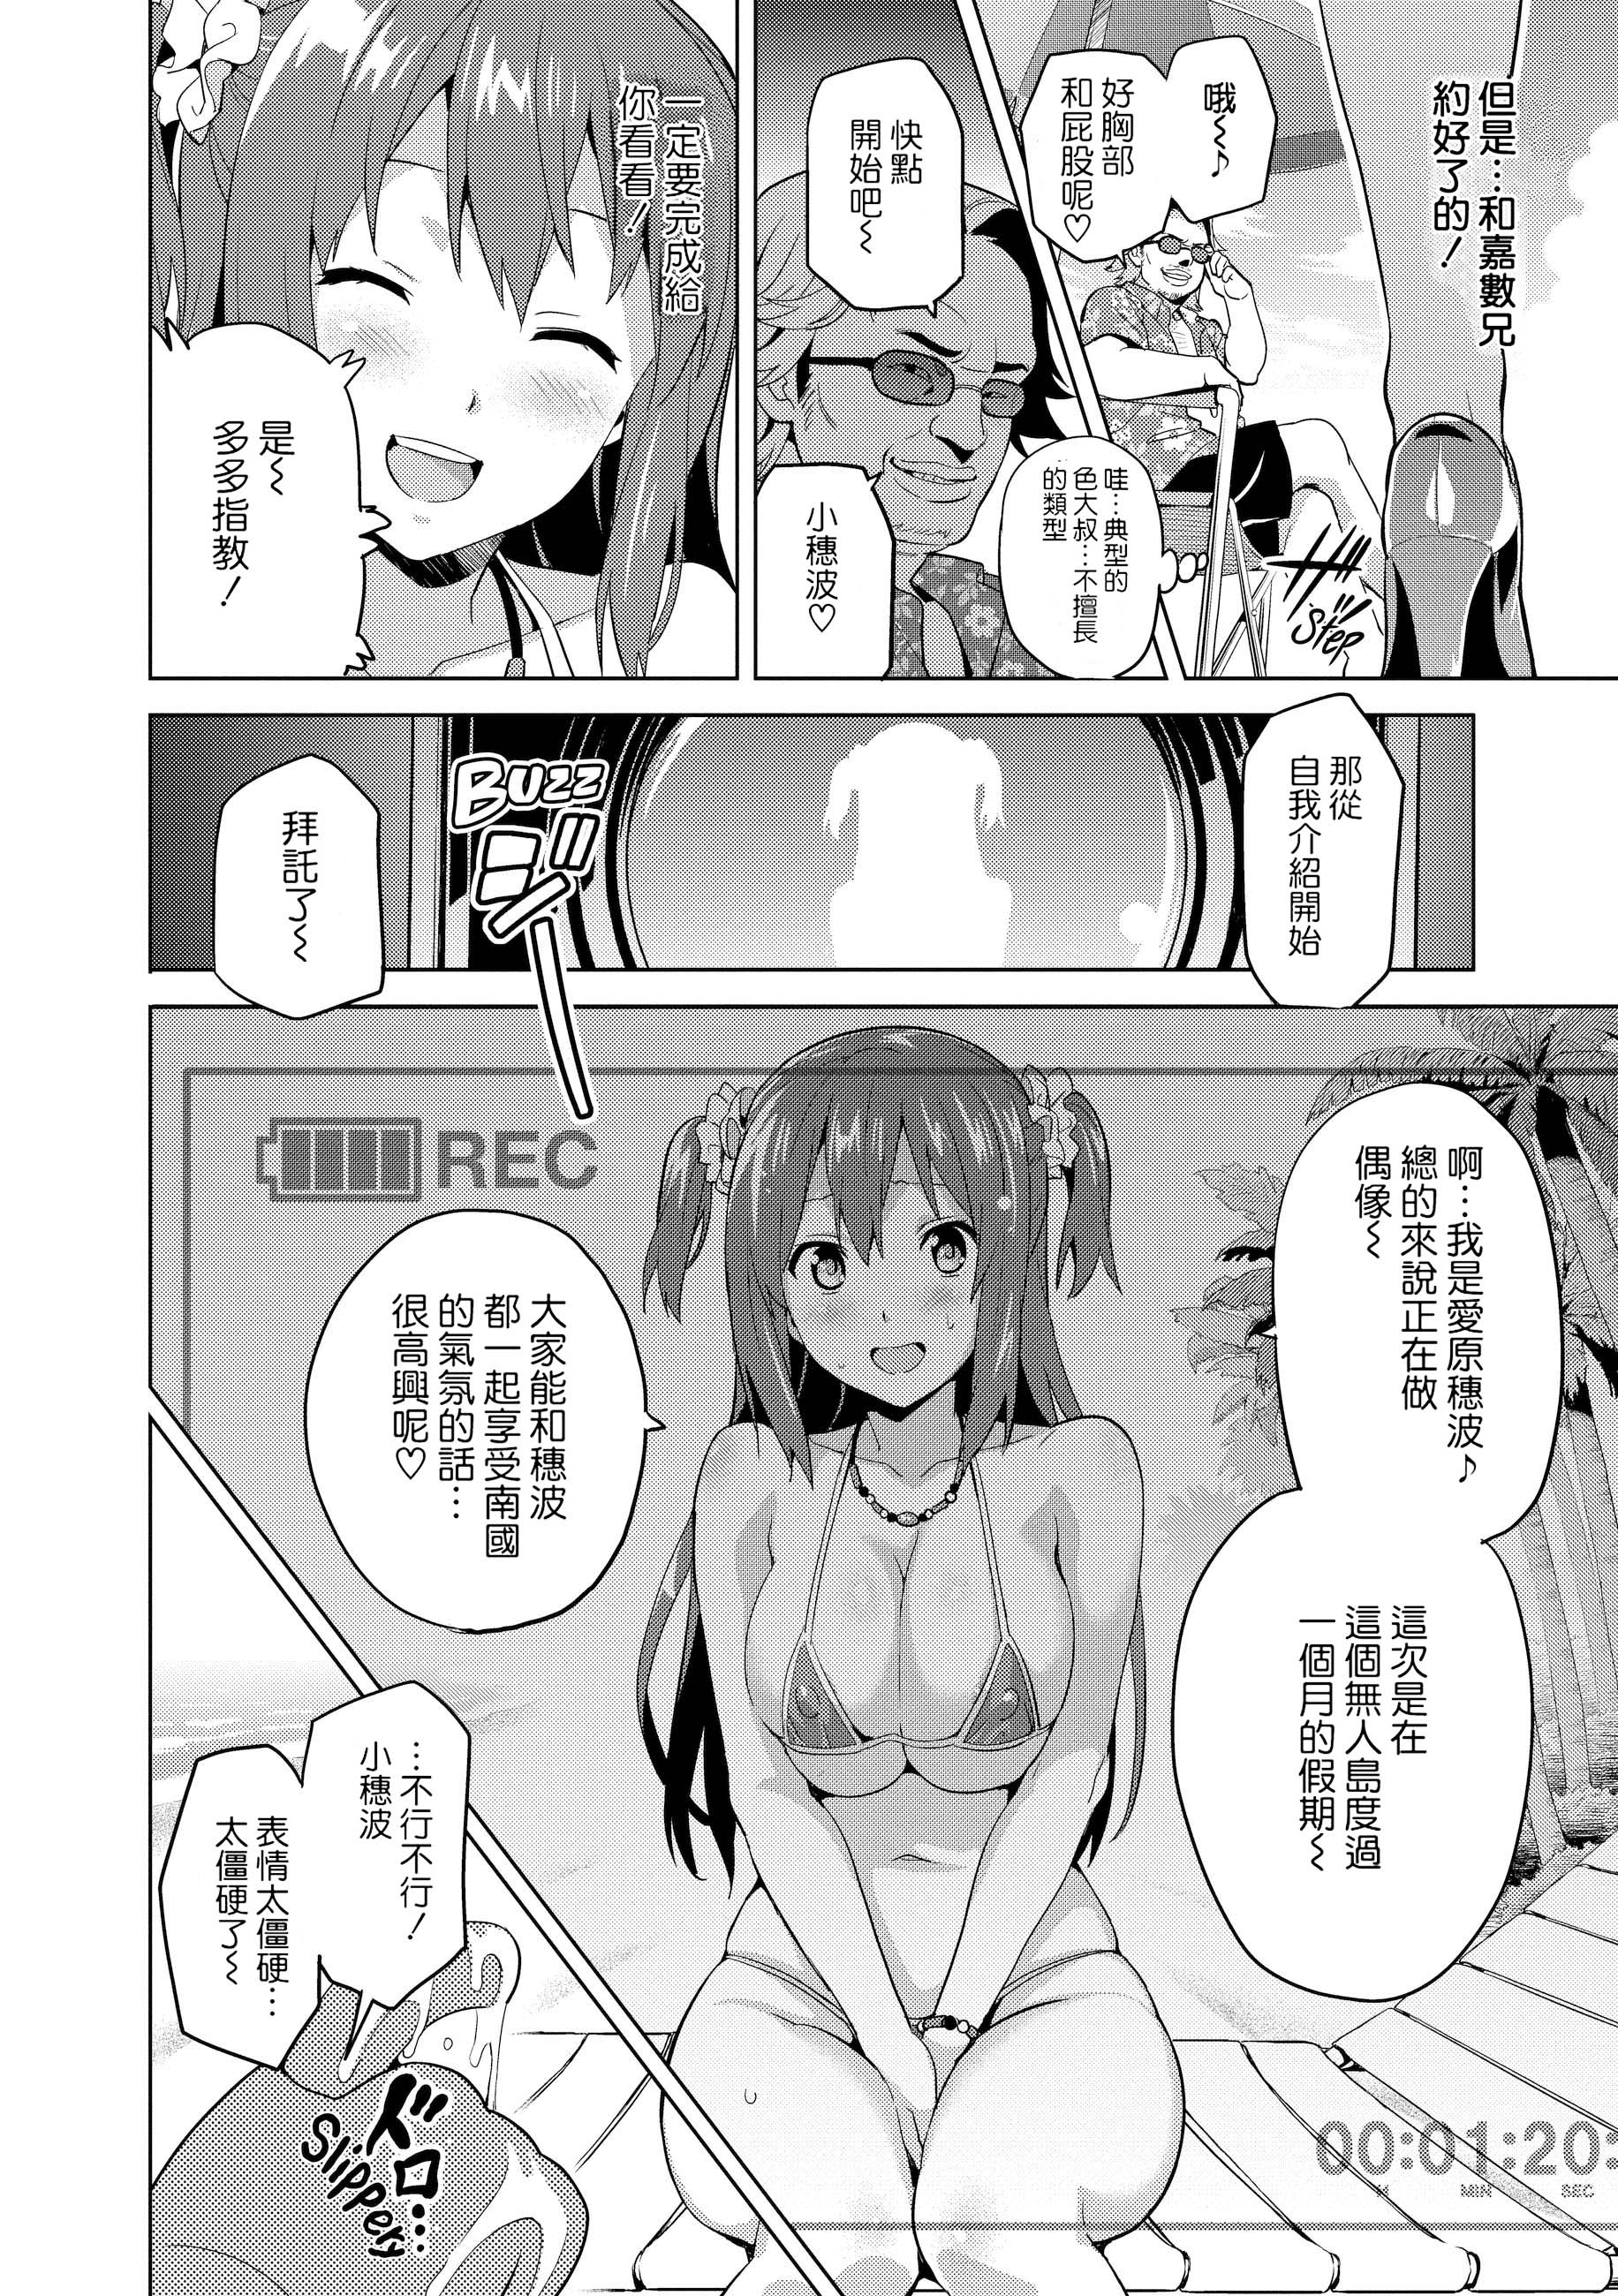 但是…和嘉數兄
約好了的！
哦～♪
好胸部
和屁股呢♡
哇…典型的
色大叔…不擅長
的類型
Step
快點
開始吧～
小穗波♡
一定要完成給
你看看！
是～
多多指教！
那從
自我介紹開始
BUZZ
ジー
拜託了～
REC
啊…我是愛原穗波♪
總的來說正在做
偶像～
這次是在
這個無人島度過
一個月的假期～
大家能和穗波
都一起享受南國
的氣氛的話…
很高興呢♡
…不行不行！
小穗波
表情太僵硬…
太僵硬了～
ドロ…
Slippery
00:01:20:
H MIN SEC